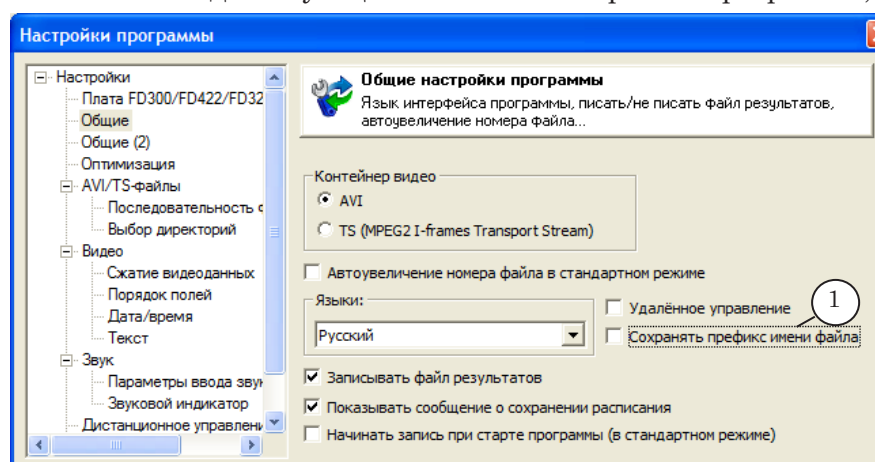 Настройки программы
Настройки
Плата FD300/FD422/FD32
Общие
Общие (2)
Оптимизация
AVI/TS-файлы
Последовательность
Выбор директорий
Видео
Сжатие видеоданных
Порядок полей
Дата/время
Текст
Звук
Параметры ввода
Звуковой индикатор
Дистанционное
Общие настройки программы
Язык интерфейса программы, писать/не писать файл результатов,
автоувеличение номера файла...
Контейнер видео
AVI
TS (MPEG2 I-frames Transport Stream)
Автоувеличение номера файла в стандартном режиме
Языки:
Русский
Удалённое управление
1
Сохранять префикс имени файла
Записывать файл результатов
Показывать сообщение о сохранении расписания
Начинать запись при старте программы (в стандартном режиме)